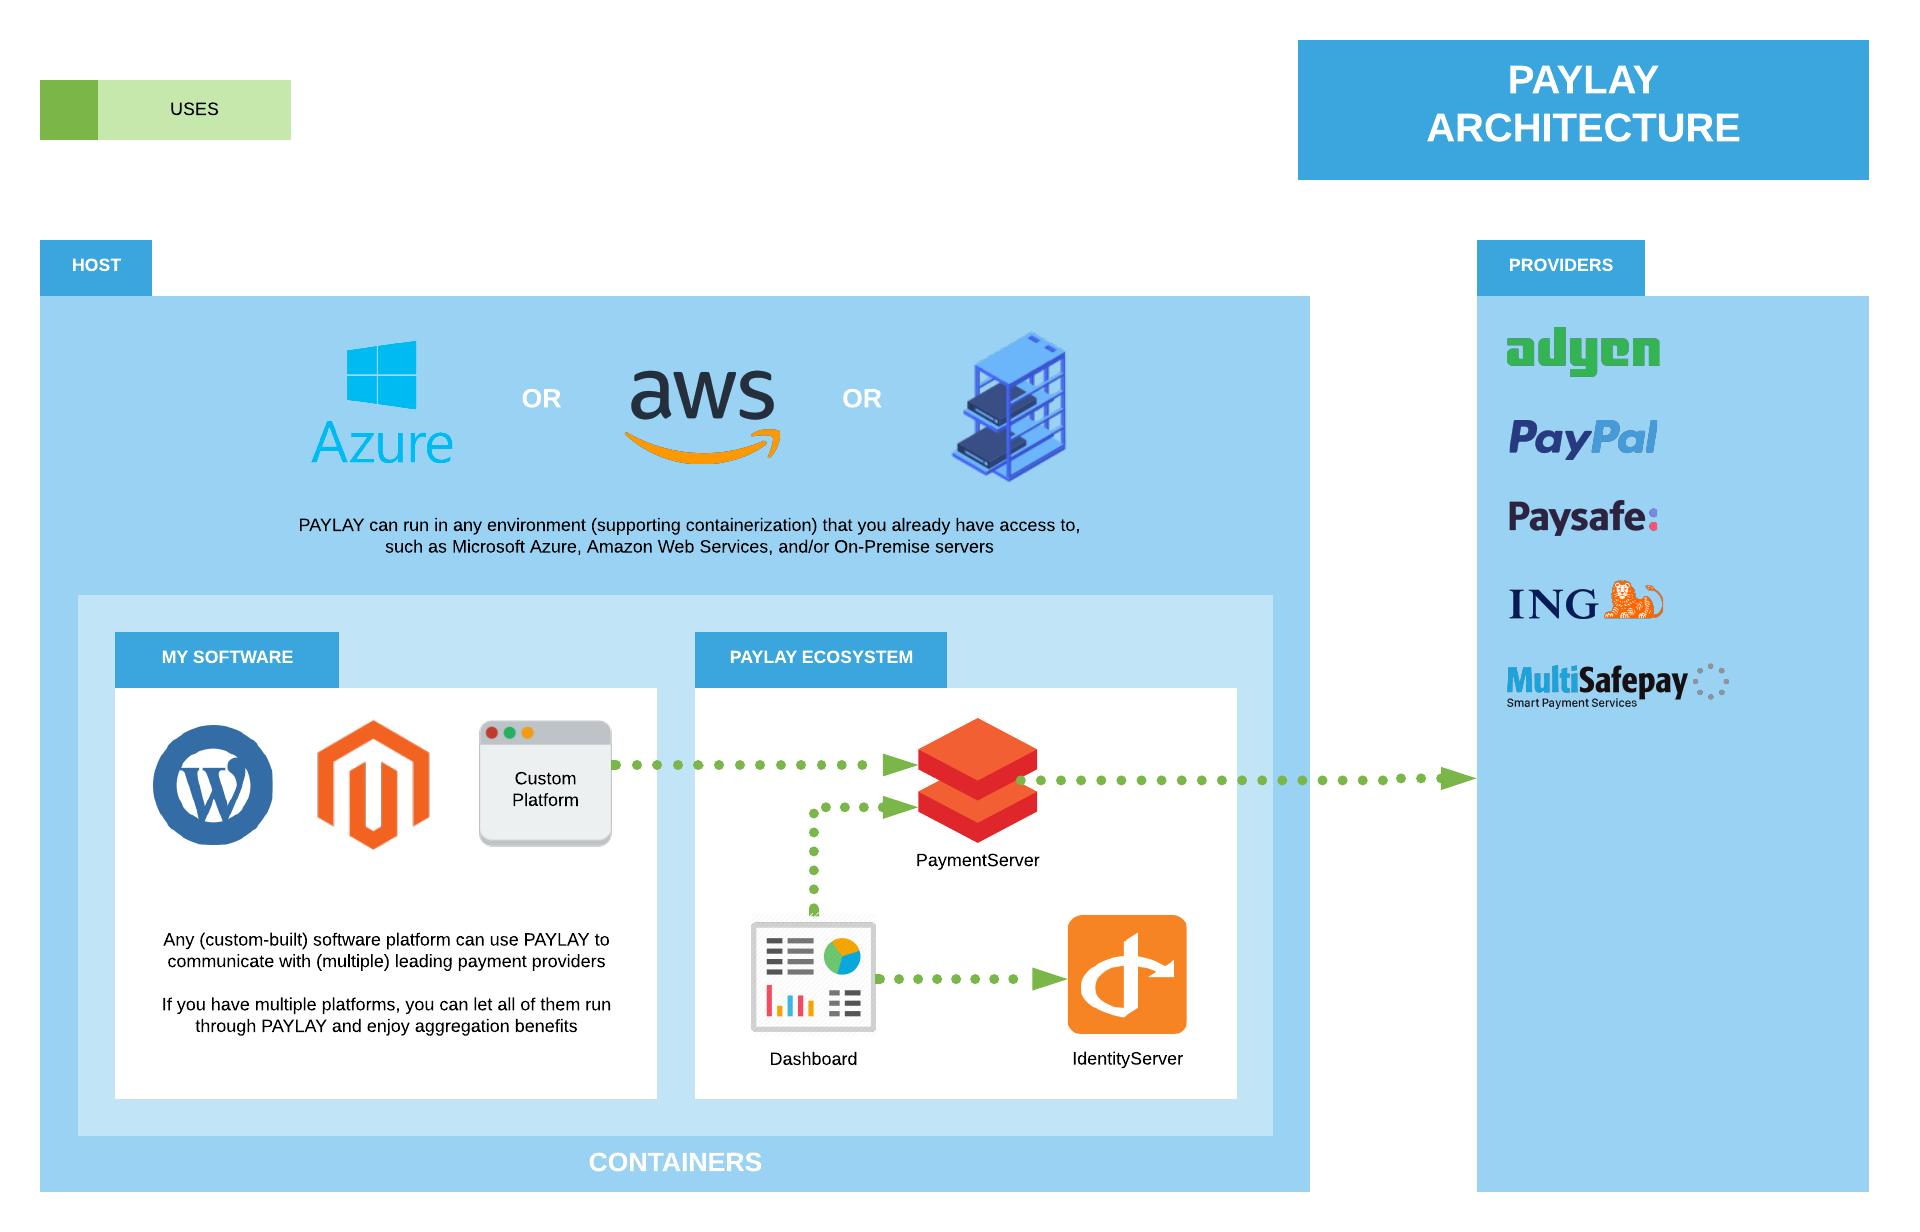 USES
PAYLAY
ARCHITECTURE
HOST
PROVIDERS
Azure
OR
aws
OR
PAYLAY can run in any environment (supporting containerization) that you already have access to,
such as Microsoft Azure, Amazon Web Services, and/or On-Premise servers
adyen
PayPal
Paysafe:
ING
MultiSafepay
Smart Payment Services
MY SOFTWARE
W
Custom
Platform
Any (custom-built) software platform can use PAYLAY to
communicate with (multiple) leading payment providers
If you have multiple platforms, you can let all of them run
through PAYLAY and enjoy aggregation benefits
PAYLAY ECOSYSTEM
PaymentServer
Dashboard
IdentityServer
CONTAINERS